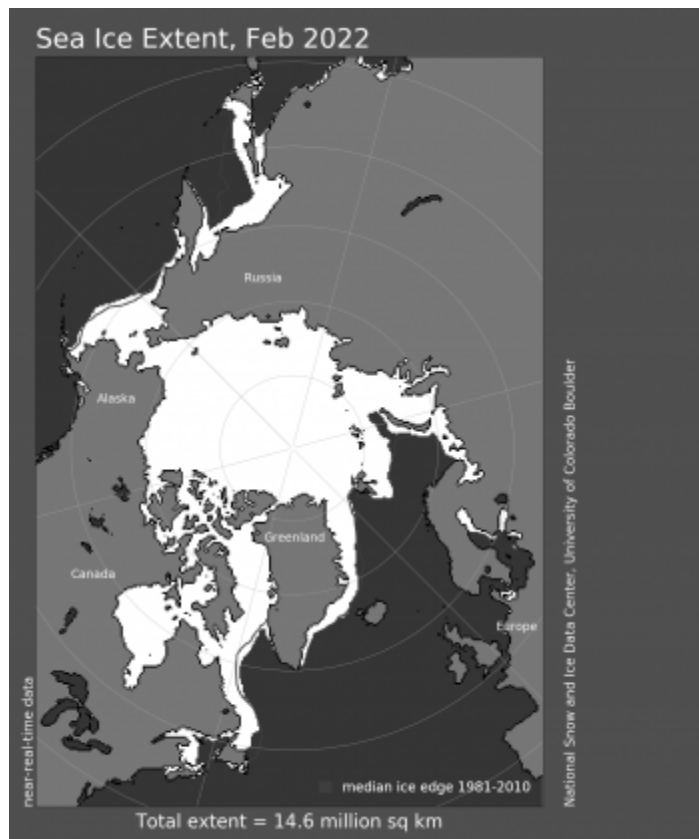 Sea Ice Extent, Feb 2022
Russia
Alaska
Greenland
Canada
Europe
near-real-time data
National Snow and Ice Data Center, University of Colorado Boulder
median ice edge 1981-2010
Total extent = 14.6 million sq km